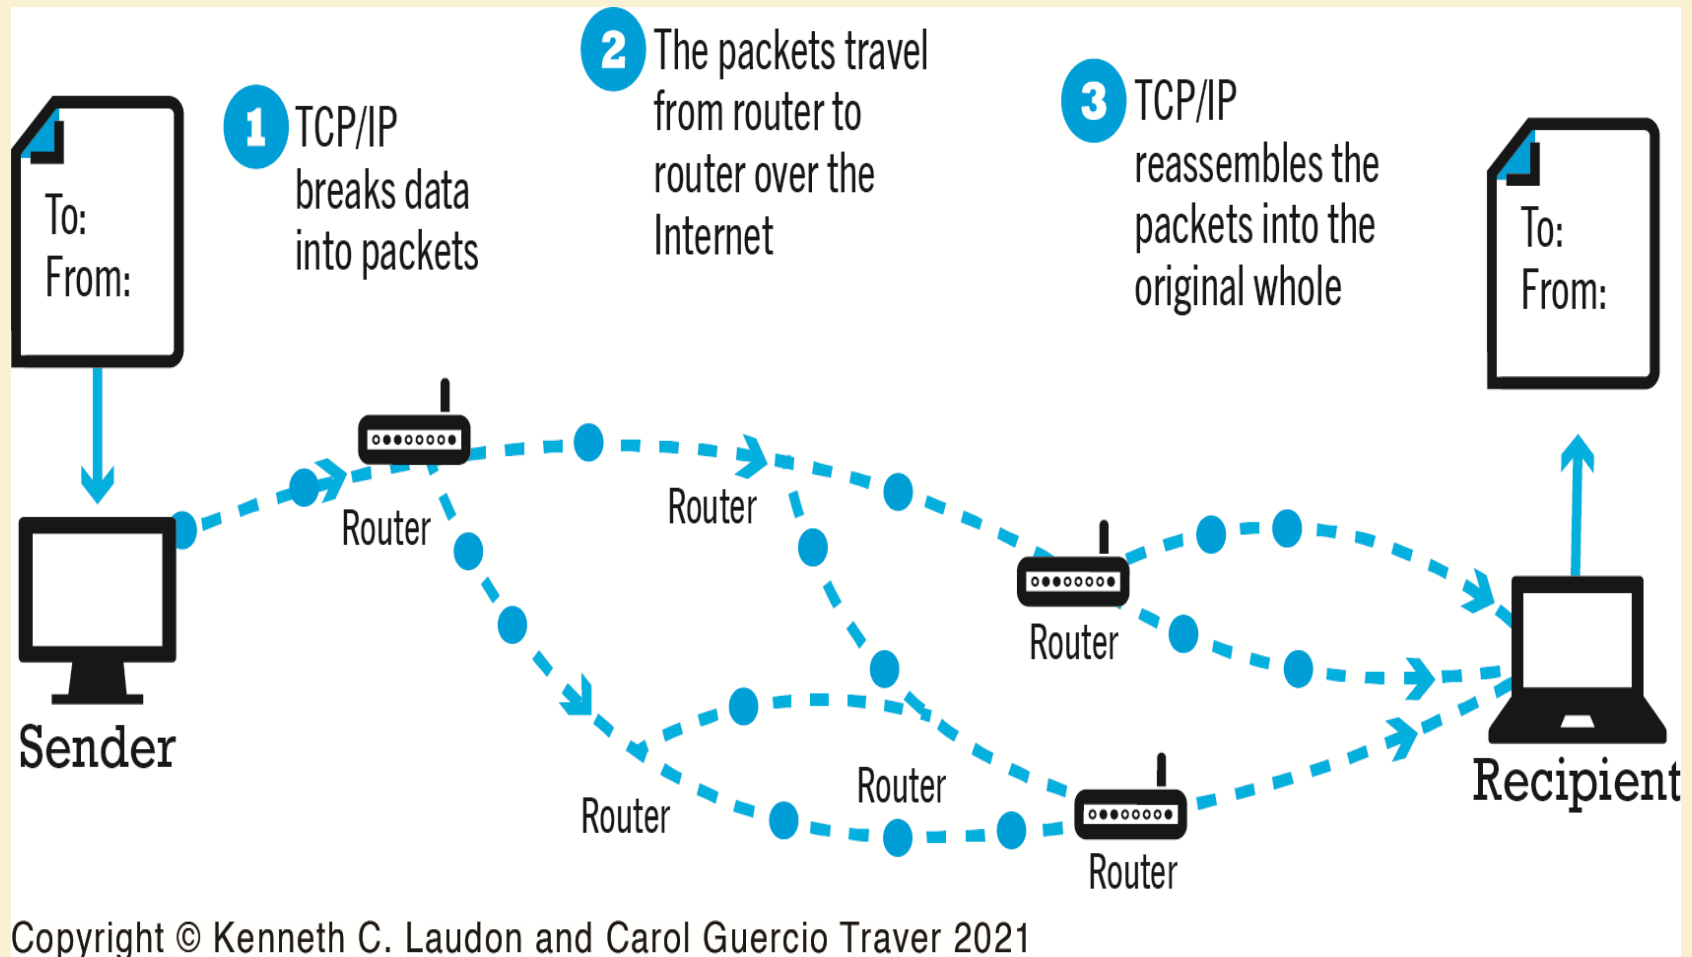 1 TCP/IP
breaks data
into packets
2 The packets travel
from router to
router over the
Internet
3 TCP/IP
reassembles the
packets into the
original whole
To:
From:
To:
From:
Router
Router
Router
Router
Router
Router
Sender
Recipient
Copyright © Kenneth C. Laudon and Carol Guercio Traver 2021